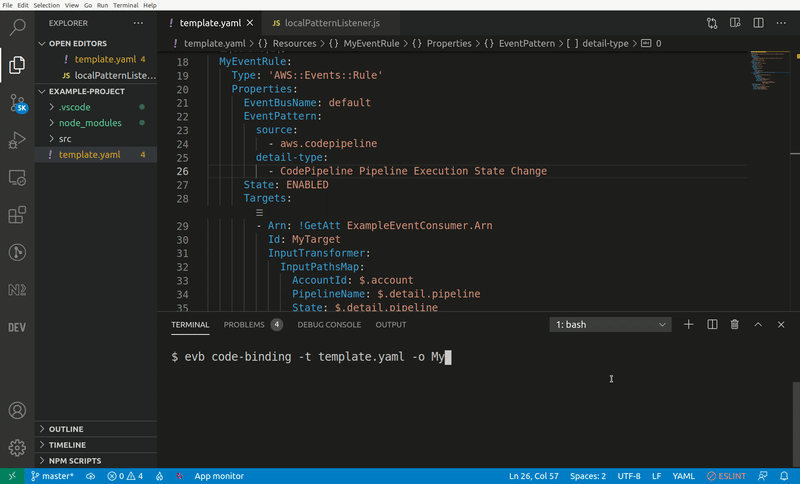 File Edit Selection View Go Run Terminal Help
EXPLORER
OPEN EDITORS
! template.yaml 4
JS localPatternListe...
EXAMPLE-PROJECT
.vscode
node_modules
src
! template.yaml 4
OUTLINE
TIMELINE
NPM SCRIPTS
5K
N2
DEV
! template.yaml
JS localPatternListener.js
! template.yaml > {} Resources > {} MyEventRule > {} Properties > {} EventPattern > [ ] detail-type > abc 0
18 MyEventRule:
19 Type: 'AWS::Events::Rule'
20 Properties:
21 EventBusName: default
22 EventPattern:
23 source:
24 - aws.codepipeline
25 detail-type:
26 - CodePipeline Pipeline Execution State Change
27 State: ENABLED
28 Targets:
29 - Arn: !GetAtt ExampleEventConsumer.Arn
30 Id: MyTarget
31 InputTransformer:
32 InputPathsMap:
33 AccountId: $.account
34 PipelineName: $.detail.pipeline
35 State: $.detail.pipeline
TERMINAL PROBLEMS 4 DEBUG CONSOLE OUTPUT 1: bash
$ evb code-binding -t template.yaml -o My
master* 0 4 App monitor Ln 26, Col 57 Spaces: 2 UTF-8 LF YAML ESLINT